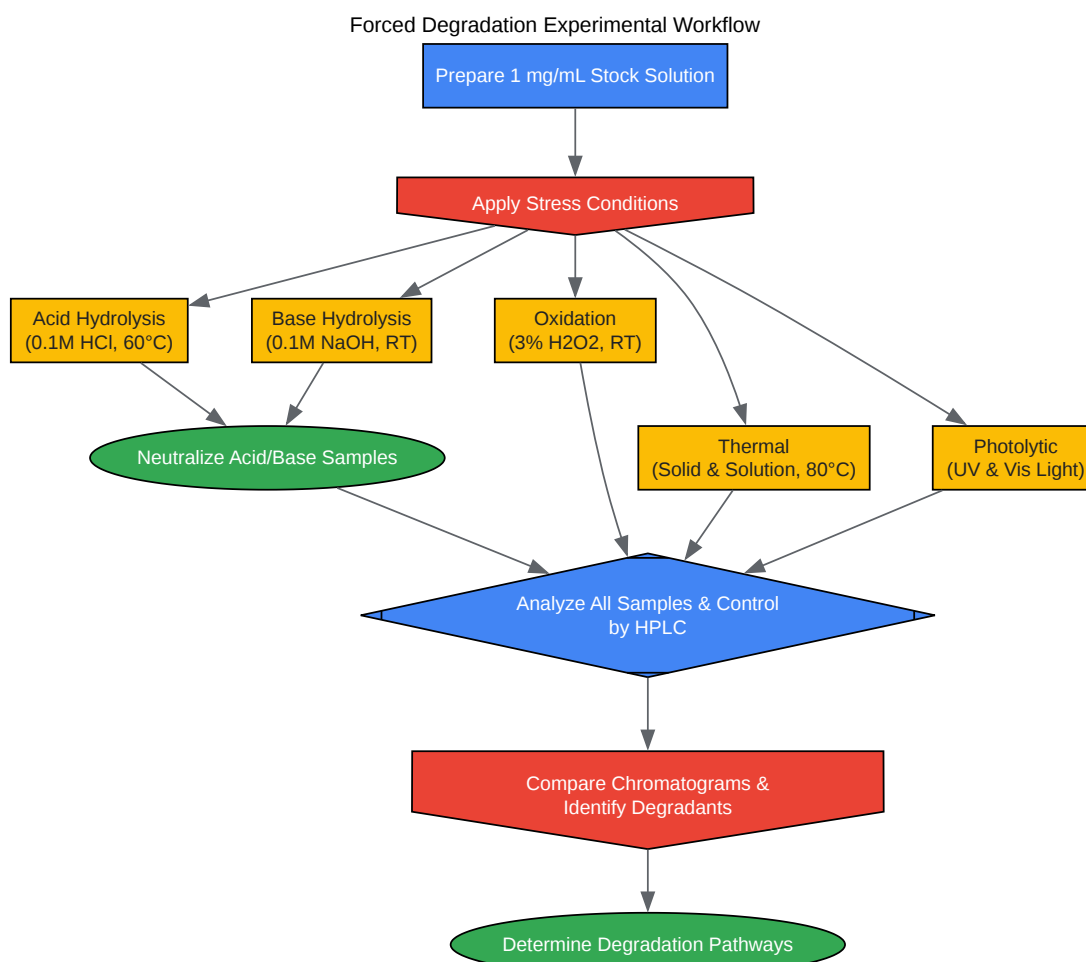 Forced Degradation Experimental Workflow
Prepare 1 mg/mL Stock Solution
Apply Stress Conditions
Acid Hydrolysis
(0.1M HCl, 60°C)
Base Hydrolysis
(0.1M NaOH, RT)
Oxidation
(3% H2O2, RT)
Neutralize Acid/Base Samples
Thermal
(Solid & Solution, 80°C)
Photolytic
(UV & Vis Light)
Analyze All Samples & Control
by HPLC
Compare Chromatograms &
Identify Degradants
Determine Degradation Pathways